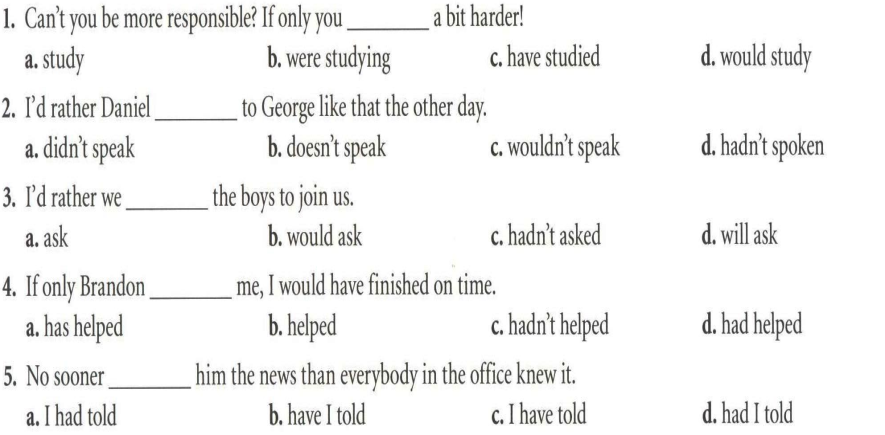 1. Can't you be more responsible? If only you ________ a bit harder!
a. study b. were studying c. have studied d. would study
2. I'd rather Daniel ________ to George like that the other day.
a. didn't speak b. doesn't speak c. wouldn't speak d. hadn't spoken
3. I'd rather we ________ the boys to join us.
a. ask b. would ask c. hadn't asked d. will ask
4. If only Brandon ________ me, I would have finished on time.
a. has helped b. helped c. hadn't helped d. had helped
5. No sooner ________ him the news than everybody in the office knew it.
a. I had told b. have I told c. I have told d. had I told